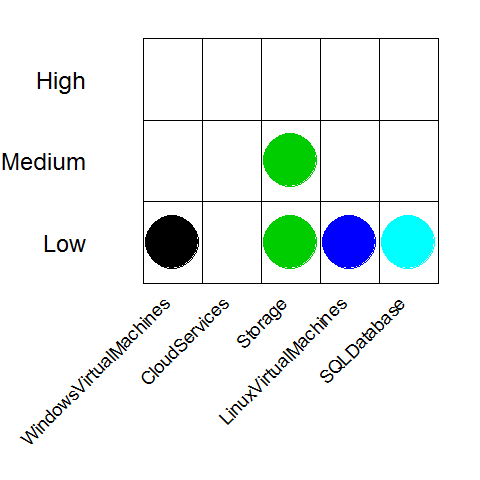 High
Medium
Low
WindowsVirtualMachines
CloudServices
Storage
LinuxVirtualMachines
SQLDatabase